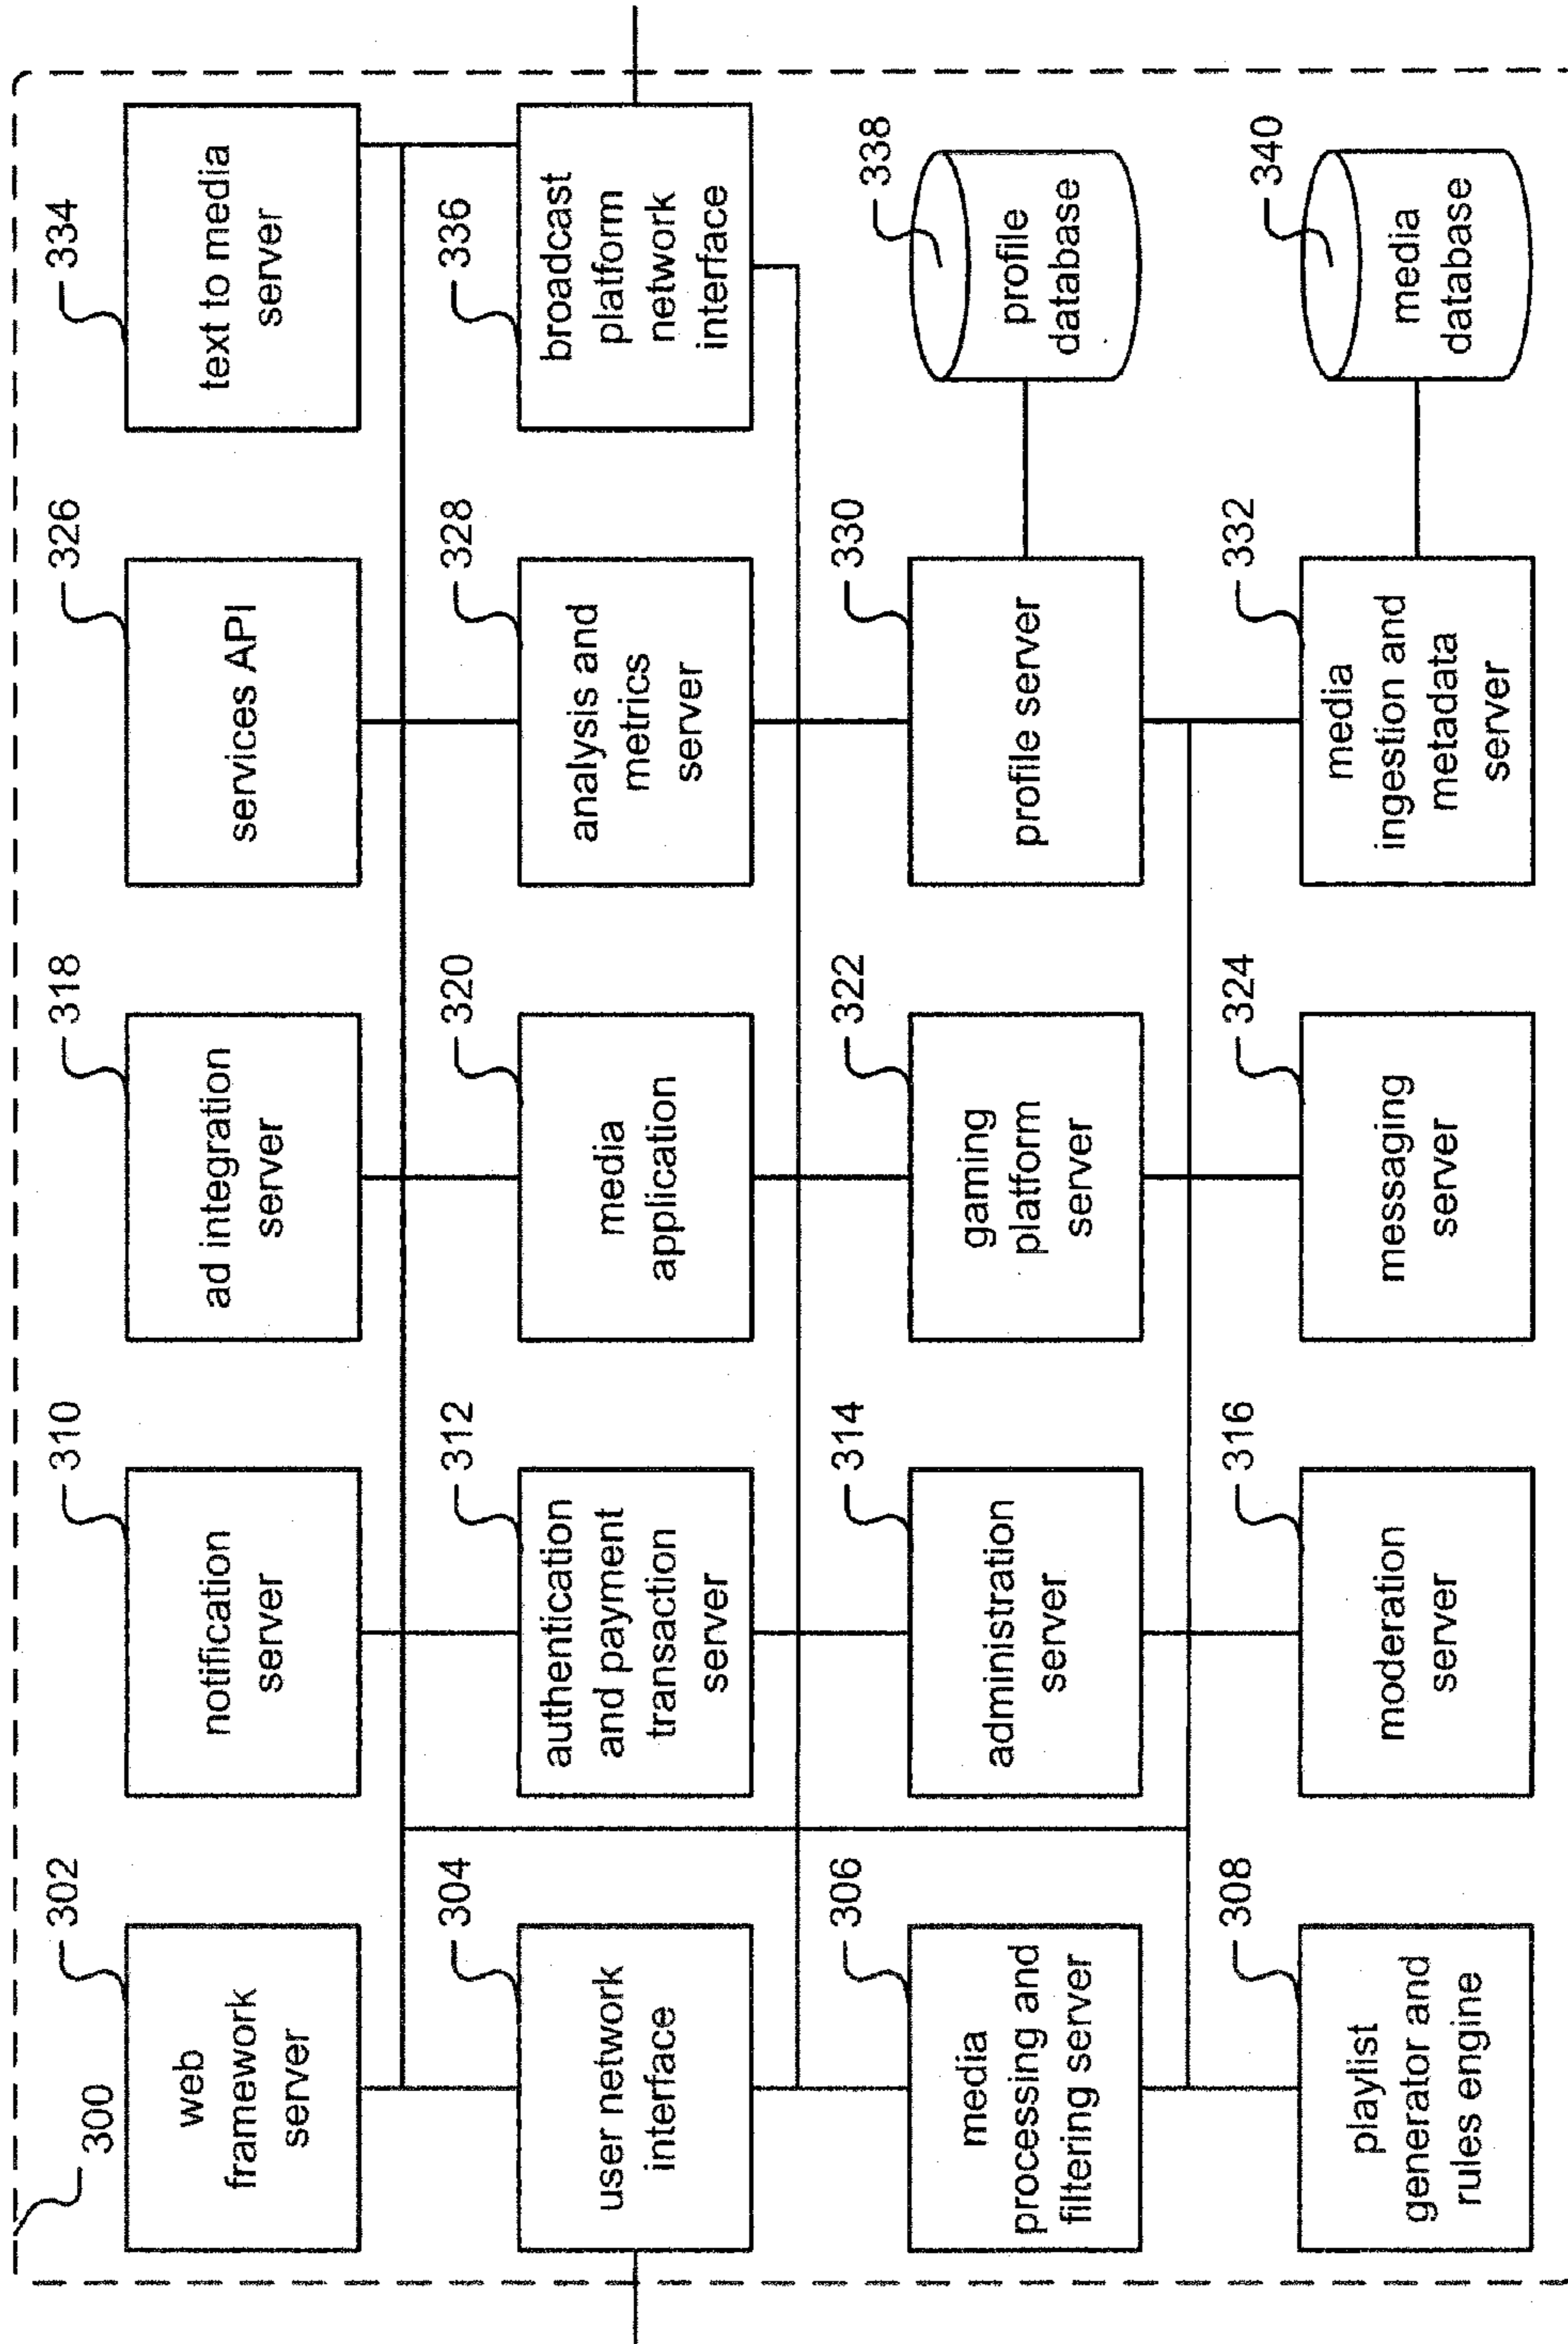 300
302
web
framework
server
310
notification
server
318
ad integration
server
326
services API
334
text to media
server
304
user network
interface
312
authentication
and payment
transaction
server
320
media
application
328
analysis and
metrics
server
336
broadcast
platform
network
interface
306
media
processing and
filtering server
314
administration
server
322
gaming
platform
server
330
profile server
338
profile
database
308
playlist
generator and
rules engine
316
moderation
server
324
messaging
server
332
media
ingestion and
metadata
server
340
media
database